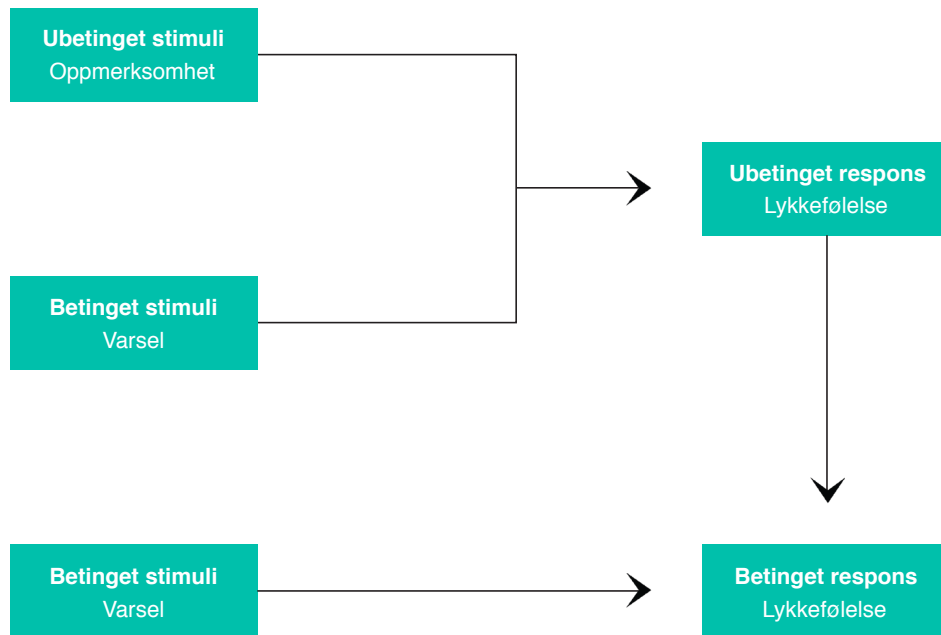 Ubetinget stimuli
Oppmerksomhet
Ubetinget respons
Lykkefølelse
Betinget stimuli
Varsel
Betinget stimuli
Varsel
Betinget respons
Lykkefølelse